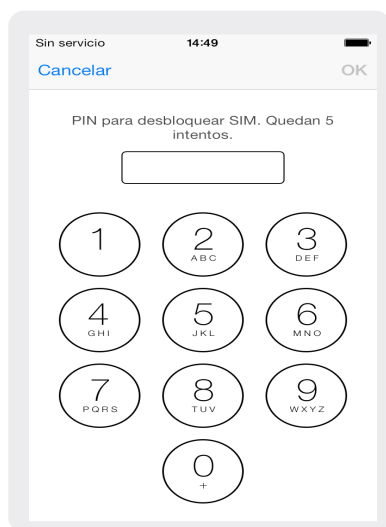 Sin servicio 14:49
Cancelar OK
PIN para desbloquear SIM. Quedan 5
intentos.
1 2 3
ABC DEF
4 5 6
GHI JKL MNO
7 8 9
PQRS TUV WXYZ
0
+